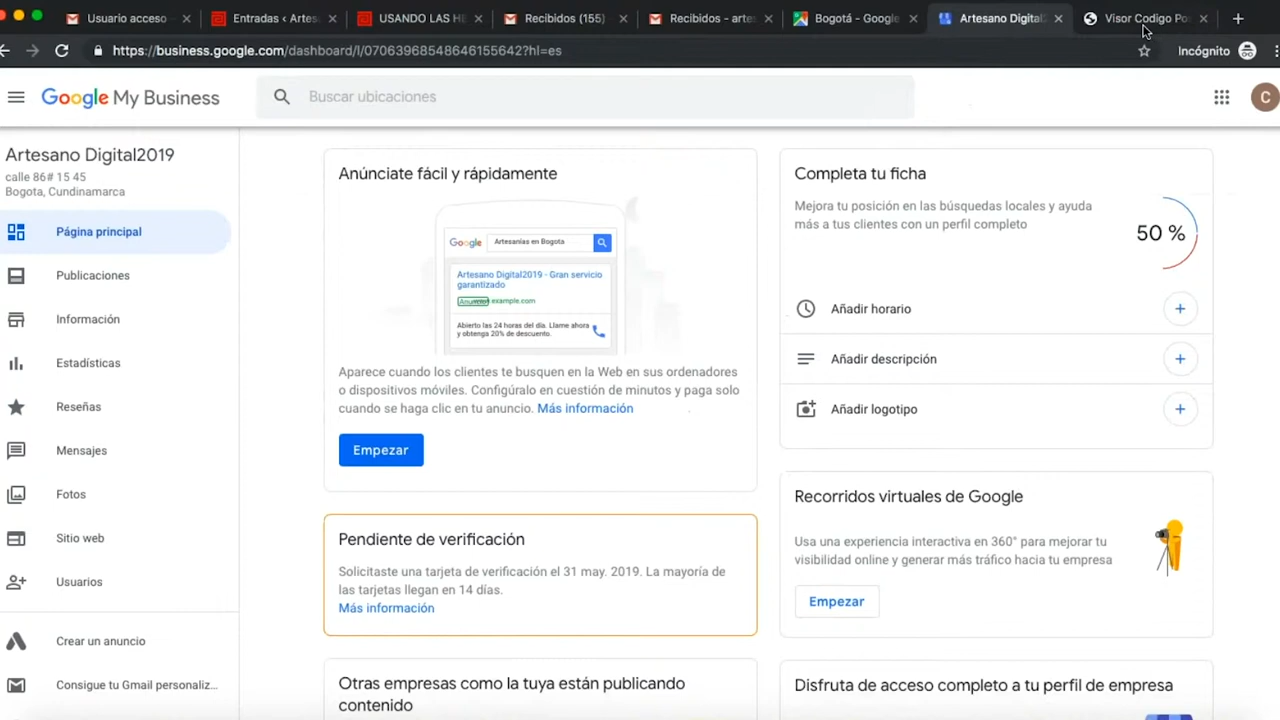 Usuario acceso
Entradas ‹ Artes
USANDO LAS HE
Recibidos (155)
Recibidos - artes
Bogotá - Google
Artesano Digital2
Visor Codigo Po
https://business.google.com/dashboard/l/07063968548646155642?hl=es
Incógnito
Google My Business
Buscar ubicaciones
C
Artesano Digital2019
calle 86# 15 45
Bogota, Cundinamarca
Página principal
Publicaciones
Información
Estadísticas
Reseñas
Mensajes
Fotos
Sitio web
Usuarios
Crear un anuncio
Consigue tu Gmail personaliz...
Anúnciate fácil y rápidamente
Google
Artesanías en Bogota
Artesano Digital2019 - Gran servicio
garantizado
example.com
Abierto las 24 horas del día. Llame ahora
y obtenga 20% de descuento.
Aparece cuando los clientes te busquen en la Web en sus ordenadores
o dispositivos móviles. Configúralo en cuestión de minutos y paga solo
cuando se haga clic en tu anuncio. Más información
Empezar
Pendiente de verificación
Solicitaste una tarjeta de verificación el 31 may. 2019. La mayoría de
las tarjetas llegan en 14 días.
Más información
Otras empresas como la tuya están publicando
contenido
Completa tu ficha
Mejora tu posición en las búsquedas locales y ayuda
más a tus clientes con un perfil completo
50 %
Añadir horario
Añadir descripción
Añadir logotipo
Recorridos virtuales de Google
Usa una experiencia interactiva en 360° para mejorar tu
visibilidad online y generar más tráfico hacia tu empresa
Empezar
Disfruta de acceso completo a tu perfil de empresa